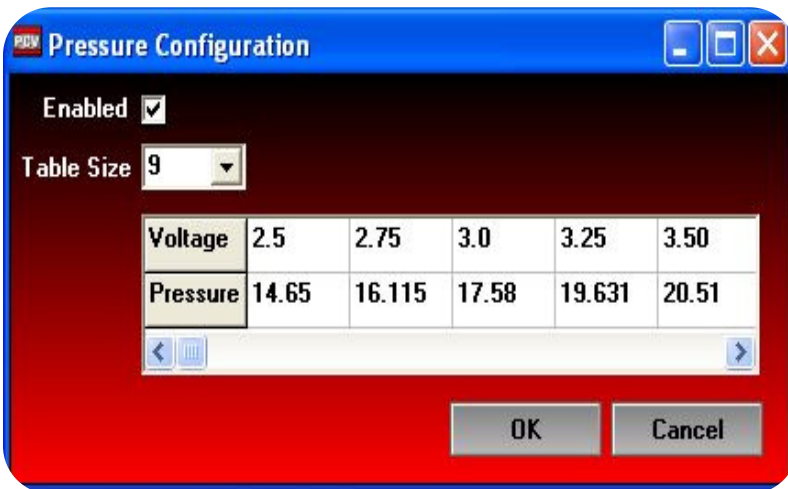 PCV Pressure Configuration
Enabled
Table Size 9
Voltage 2.5 2.75 3.0 3.25 3.50
Pressure 14.65 16.115 17.58 19.631 20.51
OK Cancel